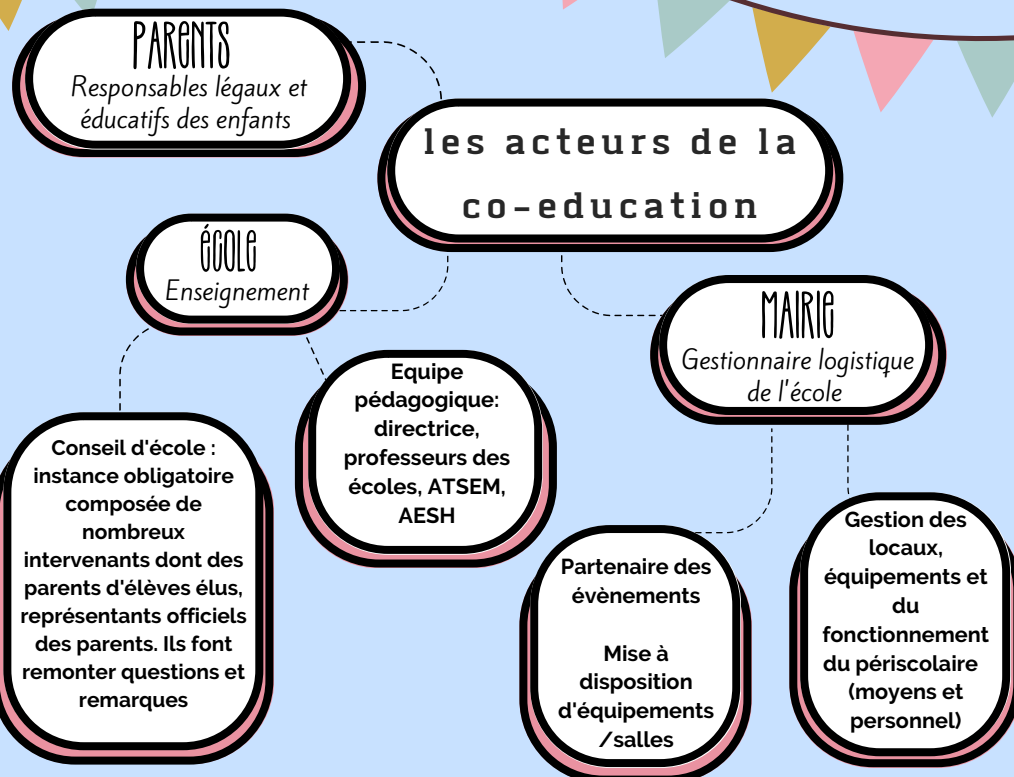 PARENTS
Responsables légaux et
éducatifs des enfants
les acteurs de la
co-education
ÉCOLE
Enseignement
MAIRIE
Gestionnaire logistique
de l'école
Equipe
pédagogique:
directrice,
professeurs des
écoles, ATSEM,
AESH
Conseil d'école :
instance obligatoire
composée de
nombreux
intervenants dont des
parents d'élèves élus,
représentants officiels
des parents. Ils font
remonter questions et
remarques
Partenaire des
évènements
Mise à
disposition
d'équipements
/salles
Gestion des
locaux,
équipements et
du
fonctionnement
du périscolaire
(moyens et
personnel)